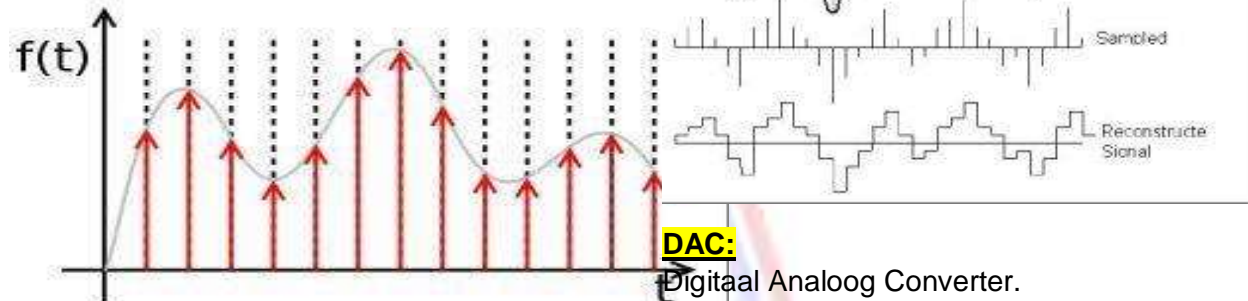 f(t)
Sampled
Reconstructe
Signal
DAC:
Digitaal Analoog Converter.